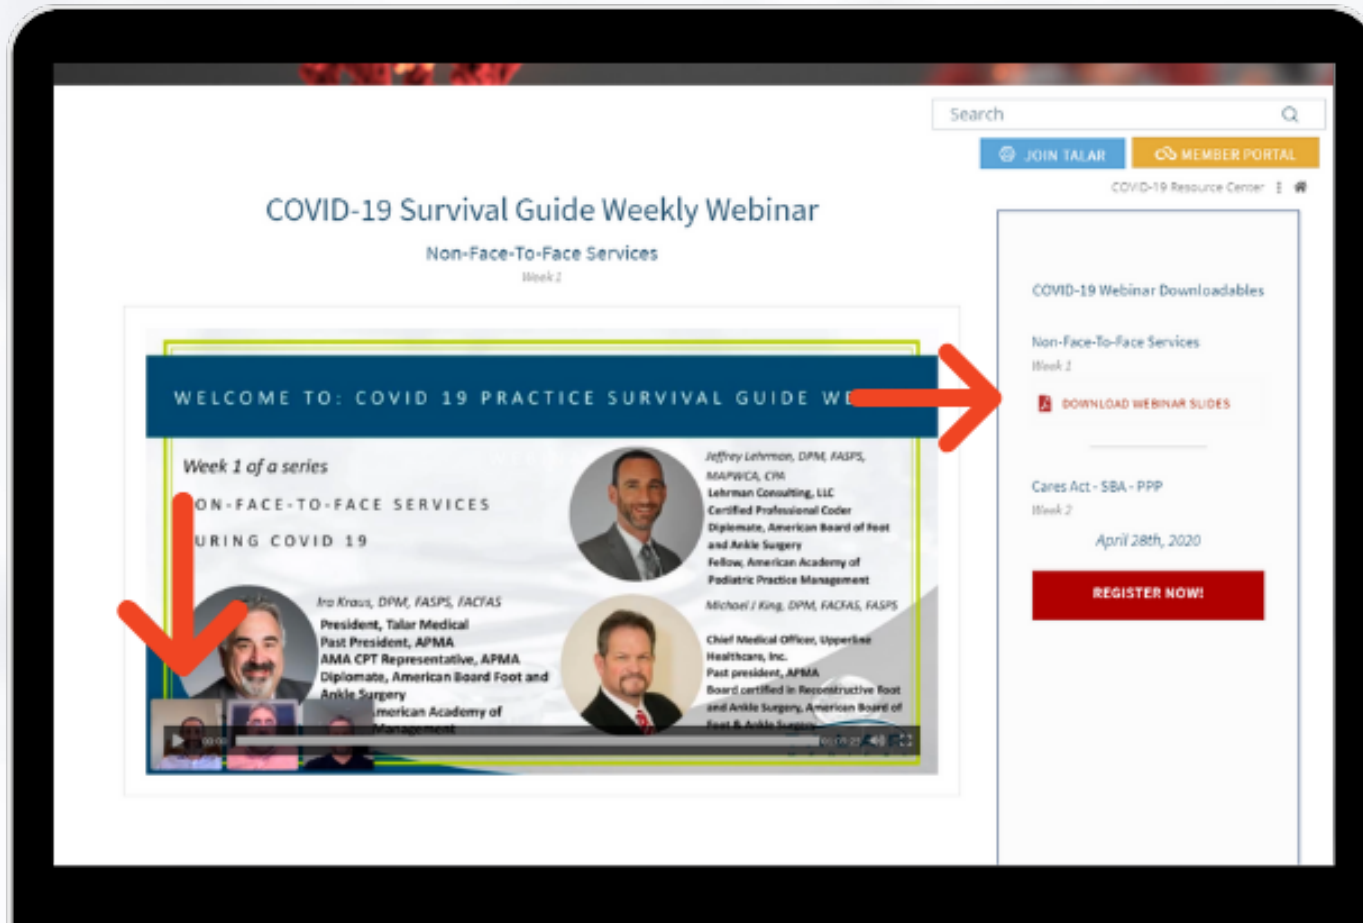 Search
JOIN TALAR
MEMBER PORTAL
COVID-19 Resource Center
COVID-19 Survival Guide Weekly Webinar
Non-Face-To-Face Services
Week 1
WELCOME TO: COVID 19 PRACTICE SURVIVAL GUIDE WE
Week 1 of a series
ON-FACE-TO-FACE SERVICES
URING COVID 19
Jeffrey Lehrman, DPM, FASPS,
MAPWCA, CPA
Lehrman Consulting, LLC
Certified Professional Coder
Diplomate, American Board of Foot
and Ankle Surgery
Fellow, American Academy of
Podiatric Practice Management
Ira Kraus, DPM, FASPS, FACFAS
President, Talar Medical
Past President, APMA
AMA CPT Representative, APMA
Diplomate, American Board Foot and
Ankle Surgery
merican Academy of
Management
Michael J King, DPM, FACFAS, FASPS
Chief Medical Officer, Upperline
Healthcare, Inc.
Past president, APMA
Board certified in Reconstructive Foot
and Ankle Surgery, American Board of
Foot & Ankle Surgery
00:00
COVID-19 Webinar Downloadables
Non-Face-To-Face Services
Week 1
DOWNLOAD WEBINAR SLIDES
Cares Act - SBA - PPP
Week 2
April 28th, 2020
REGISTER NOW!